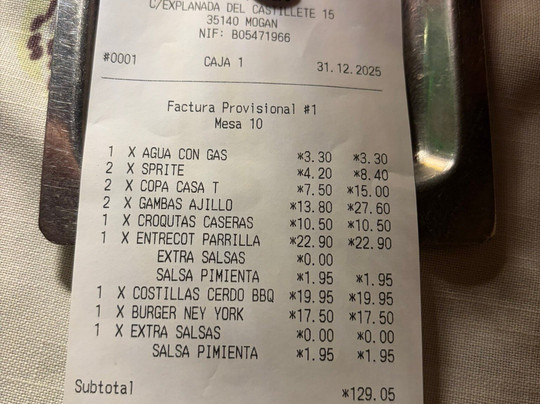 C/EXPLANADA DEL CASTILLETE 15
35140 MOGAN
NIF: B05471966
#0001 CAJA 1 31.12.2025
Factura Provisional #1
Mesa 10
1 X AGUA CON GAS *3.30 *3.30
2 X SPRITE *4.20 *8.40
2 X COPA CASA T *7.50 *15.00
2 X GAMBAS AJILLO *13.80 *27.60
1 X CROQUTAS CASERAS *10.50 *10.50
1 X ENTRECOT PARRILLA *22.90 *22.90
EXTRA SALSAS *0.00
SALSA PIMIENTA *1.95 *1.95
1 X COSTILLAS CERDO BBQ *19.95 *19.95
1 X BURGER NEY YORK *17.50 *17.50
1 X EXTRA SALSAS *0.00 *0.00
SALSA PIMIENTA *1.95 *1.95
Subtotal *129.05